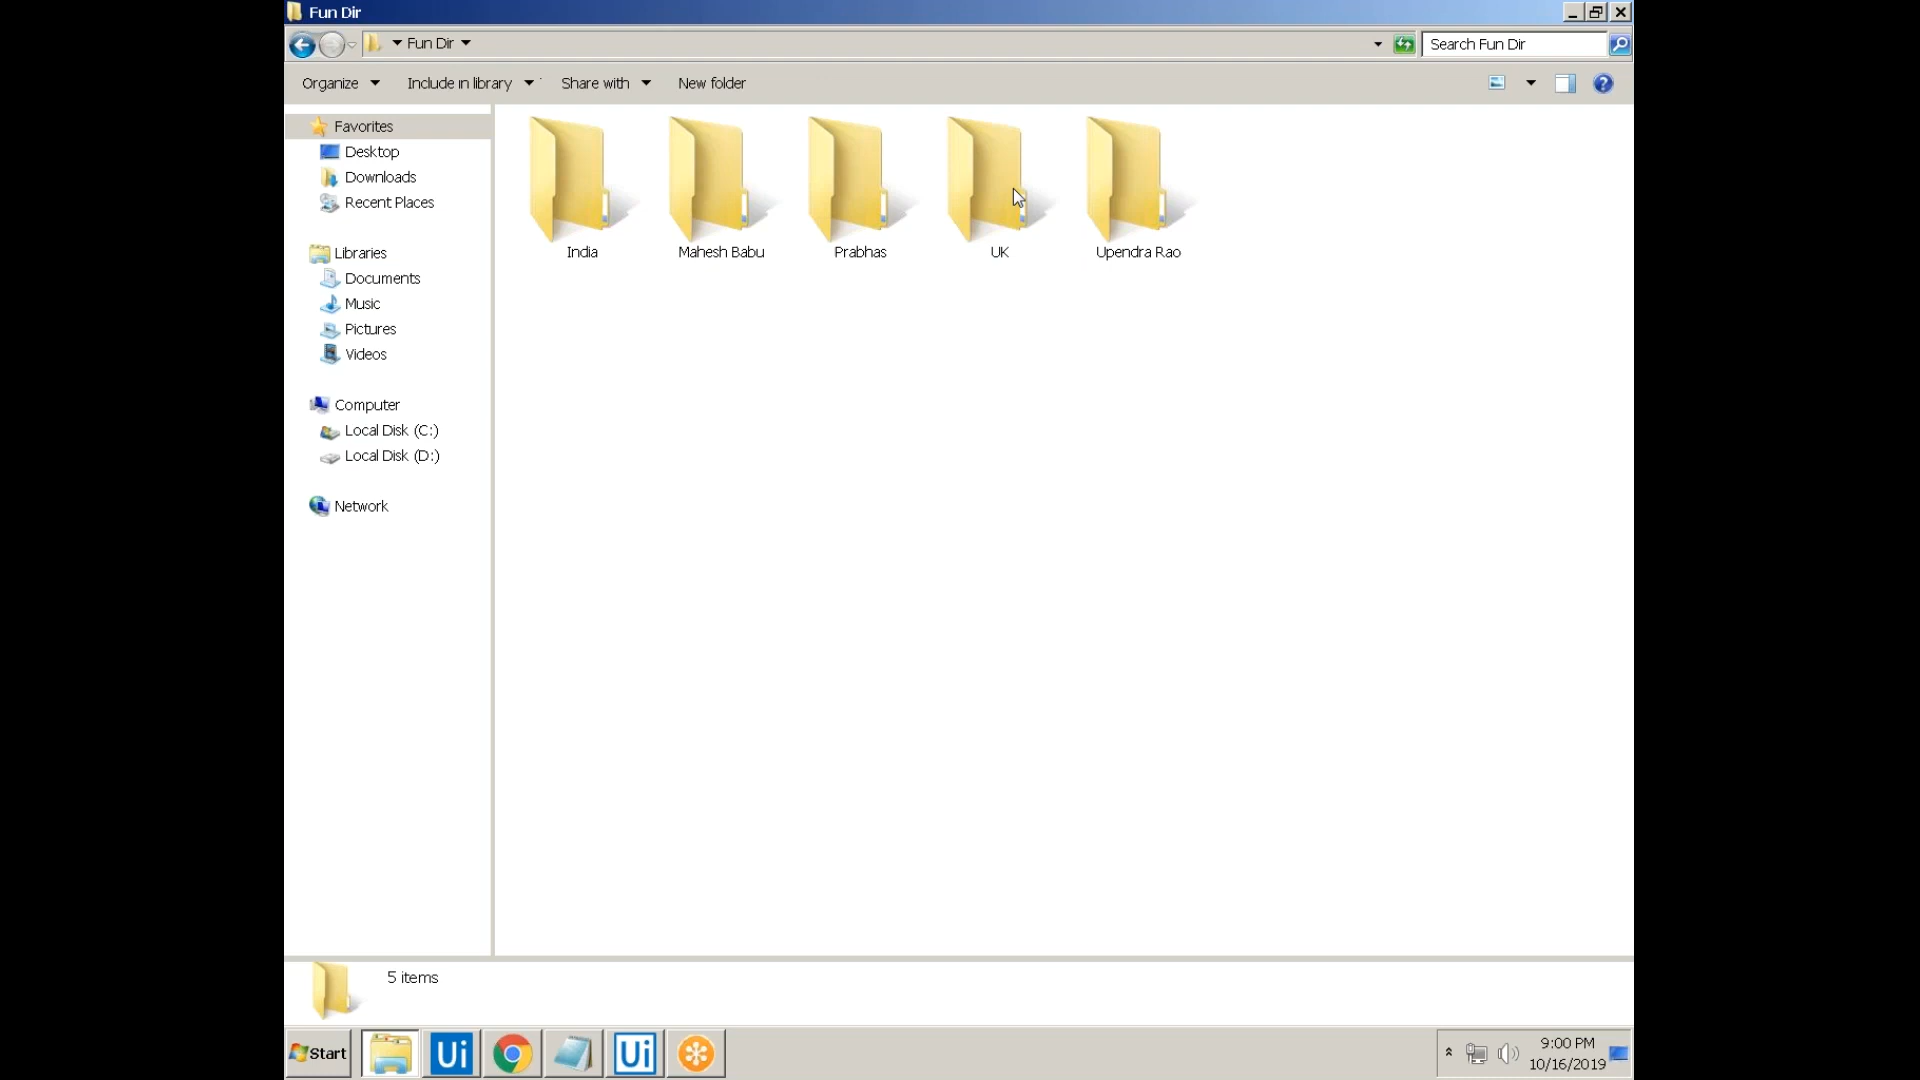 Fun Dir
Fun Dir
Search Fun Dir
Organize
Include in library
Share with
New folder
Favorites
Desktop
Downloads
Recent Places
Libraries
Documents
Music
Pictures
Videos
Computer
Local Disk (C:)
Local Disk (D:)
Network
India
Mahesh Babu
Prabhas
UK
Upendra Rao
5 items
Start
Ui
Ui
9:00 PM
10/16/2019